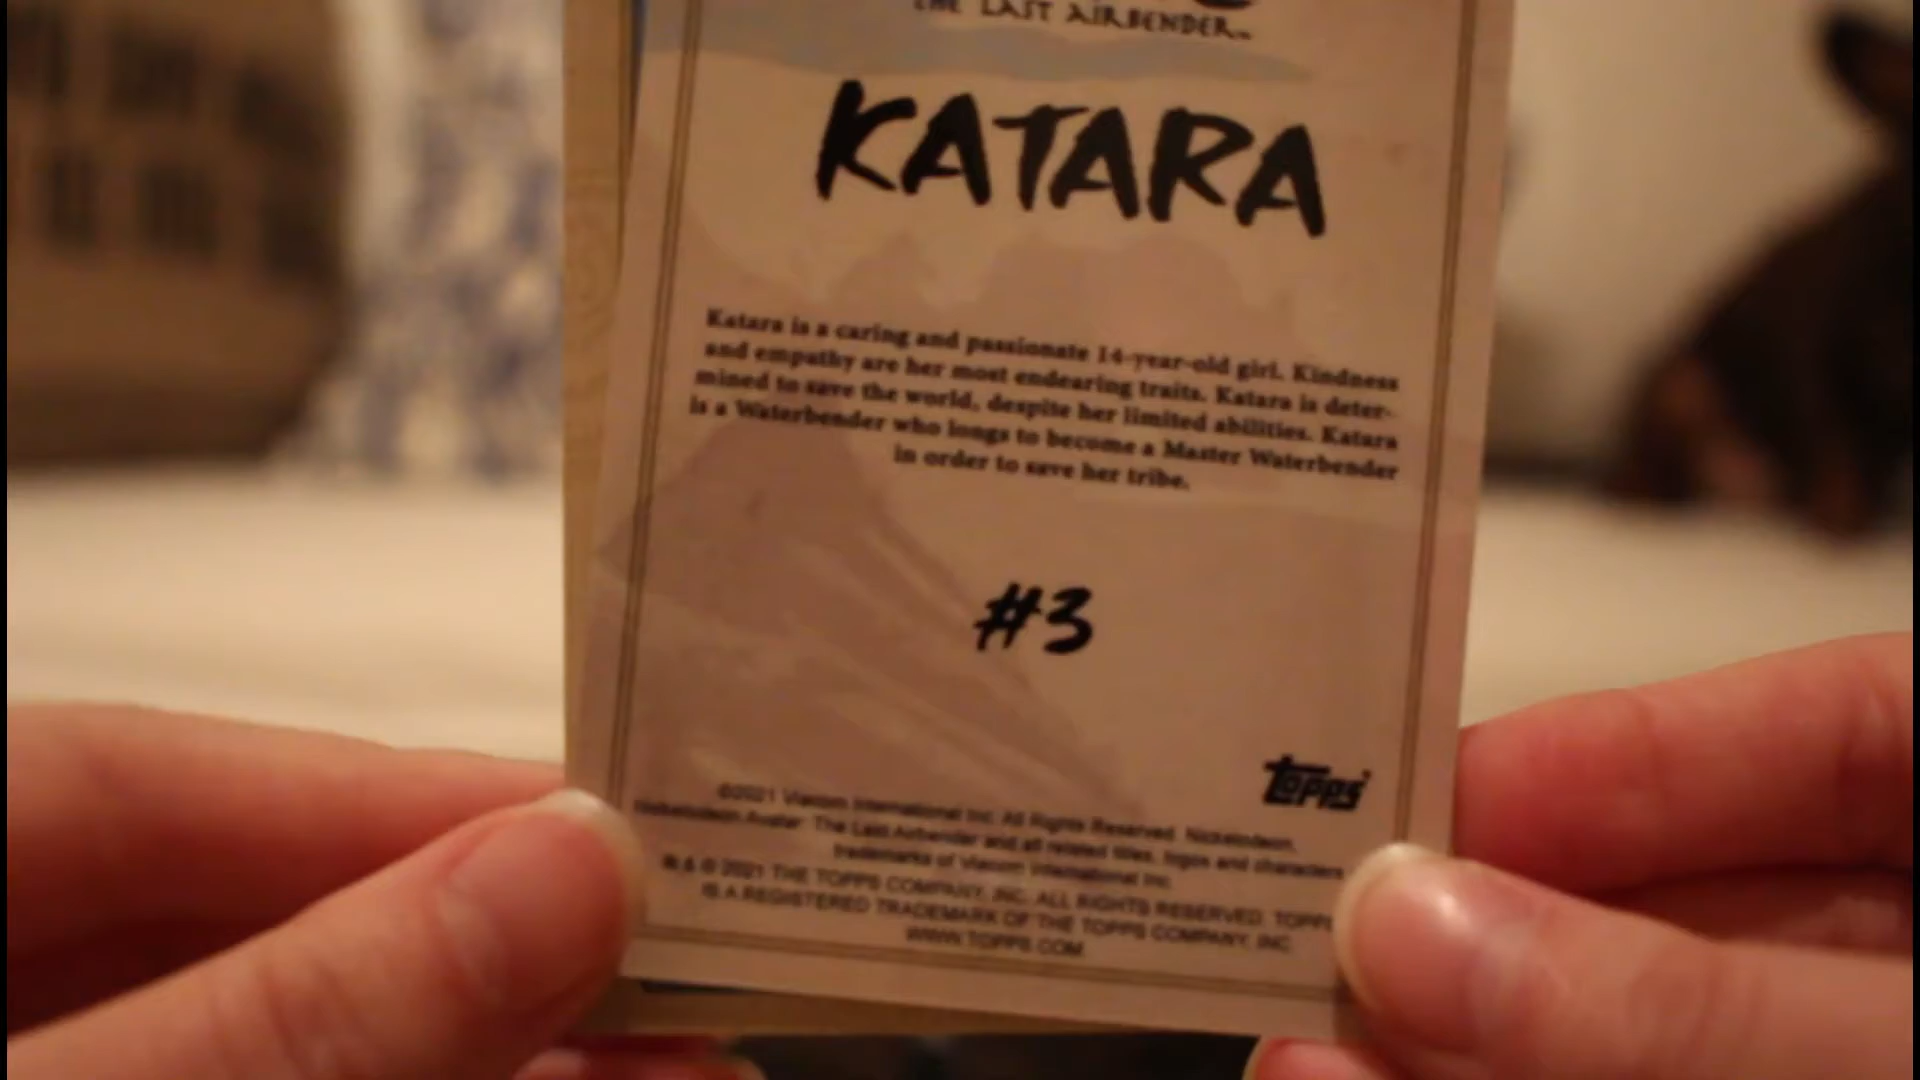 THE LAST AIRBENDER™
KATARA
Katara is a caring and passionate 14-year-old girl. Kindness
and empathy are her most endearing traits. Katara is deter-
mined to save the world, despite her limited abilities. Katara
is a Waterbender who longs to become a Master Waterbender
in order to save her tribe.
#3
TOPPS
©2021 Viacom International Inc. All Rights Reserved. Nickelodeon,
Nickelodeon Avatar: The Last Airbender and all related titles, logos and characters
trademarks of Viacom International Inc.
® & © 2021 THE TOPPS COMPANY, INC. ALL RIGHTS RESERVED. TOPPS
IS A REGISTERED TRADEMARK OF THE TOPPS COMPANY, INC.
WWW.TOPPS.COM